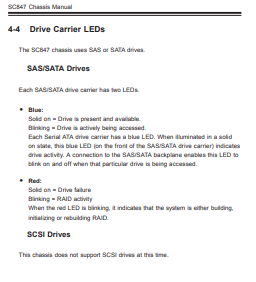 SC847 Chassis Manual
4-4 Drive Carrier LEDs
The SC847 chassis uses SAS or SATA drives.
SAS/SATA Drives
Each SAS/SATA drive carrier has two LEDs.
• Blue:
Solid on = Drive is present and available.
Blinking = Drive is actively being accessed.
Each Serial ATA drive carrier has a blue LED. When illuminated in a solid
on state, this blue LED (on the front of the SAS/SATA drive carrier) indicates
drive activity. A connection to the SAS/SATA backplane enables this LED to
blink on and off when that particular drive is being accessed.
• Red:
Solid on = Drive failure
Blinking = RAID activity
When the red LED is blinking, it indicates that the system is either building,
initializing or rebuilding RAID.
SCSI Drives
This chassis does not support SCSI drives at this time.